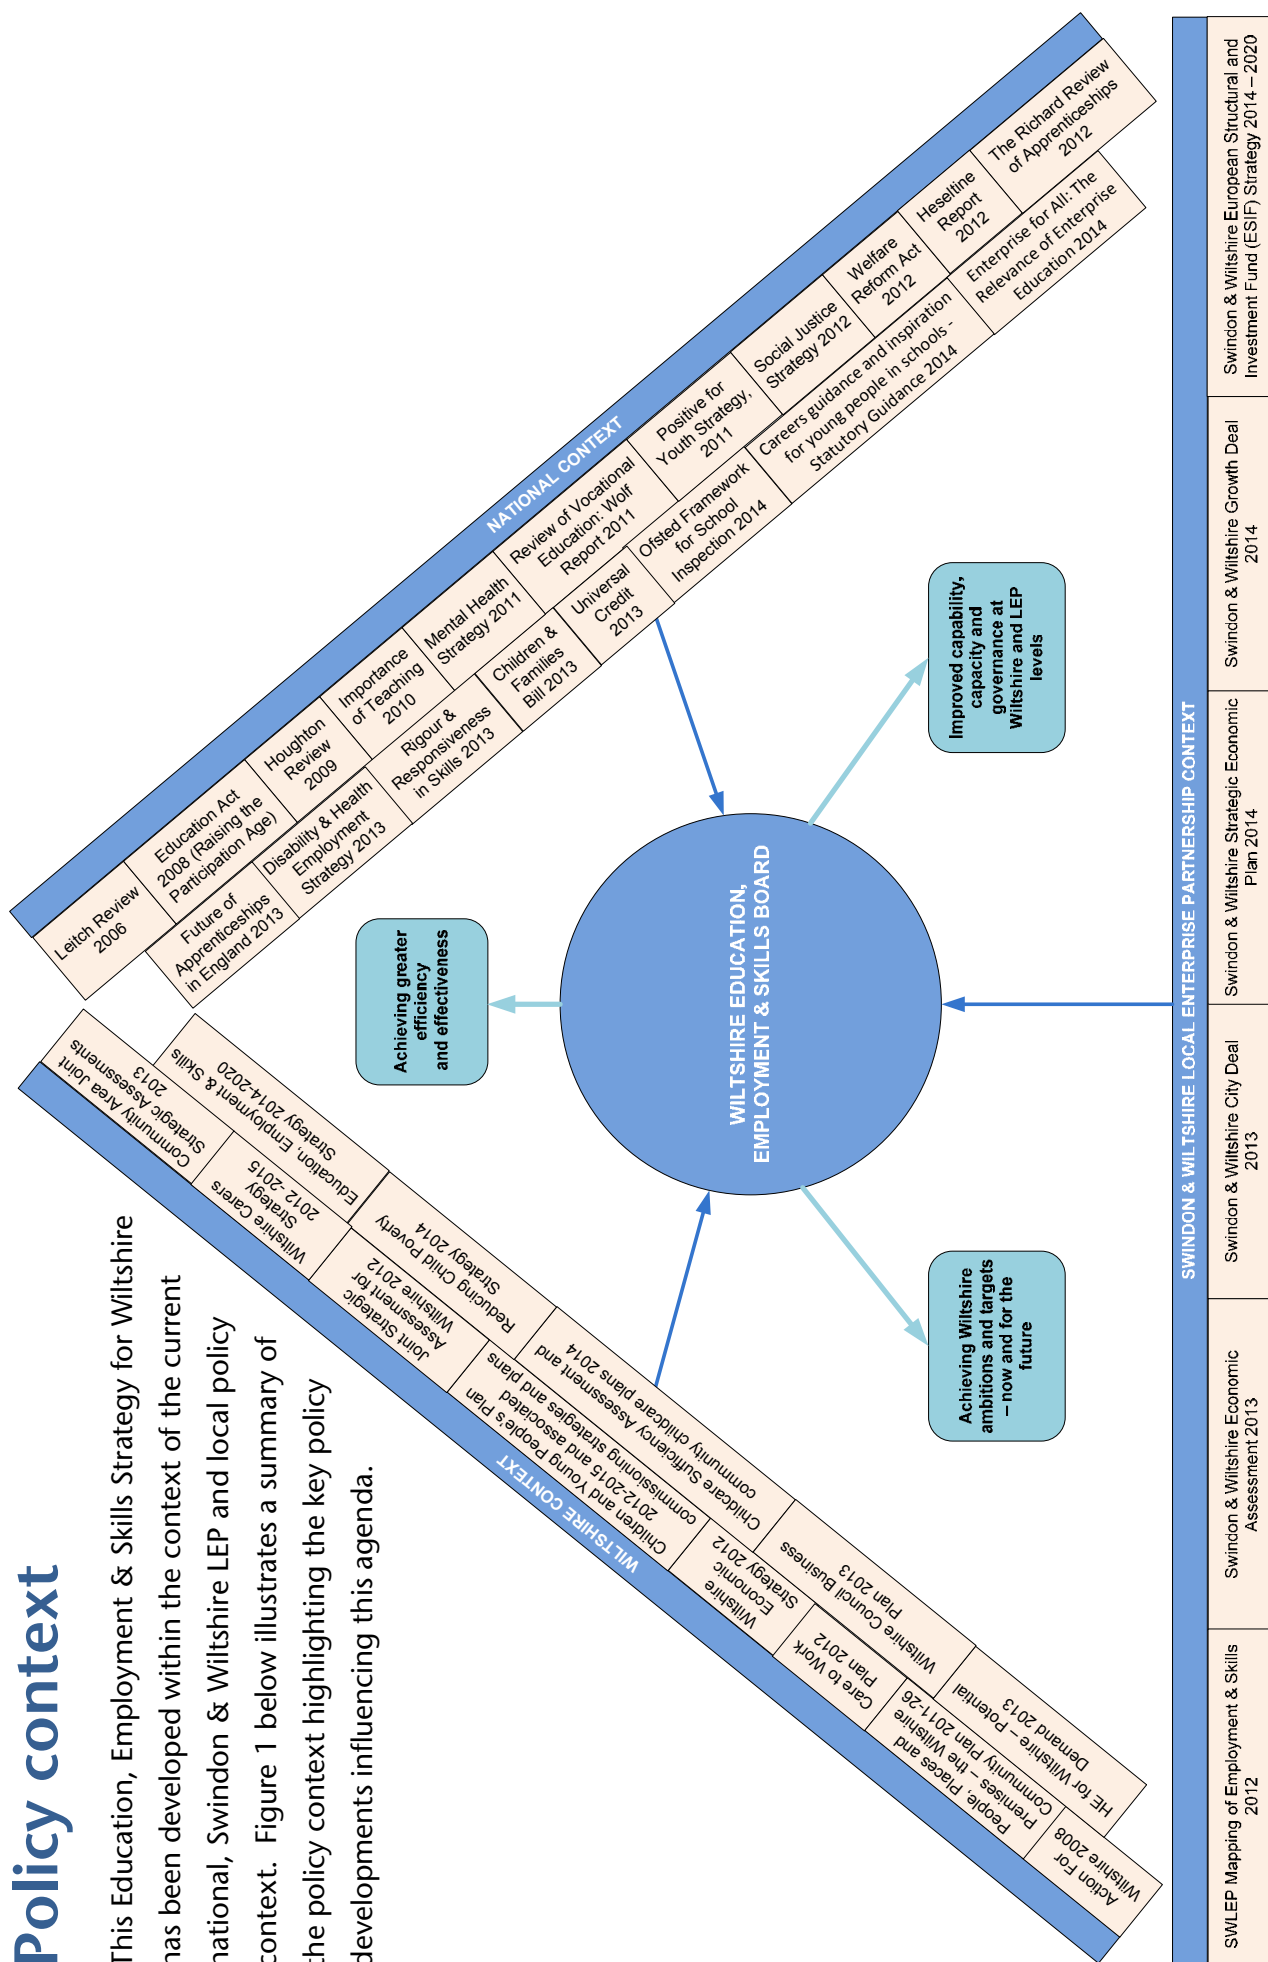 Policy context
This Education, Employment & Skills Strategy for Wiltshire
has been developed within the context of the current
national, Swindon & Wiltshire LEP and local policy
context. Figure 1 below illustrates a summary of
the policy context highlighting the key policy
developments influencing this agenda.
WILTSHIRE CONTEXT
Action For
Wiltshire 2008
People, Places and
Premises – the Wiltshire
Community Plan 2011-26
Care to Work
Plan 2012
Wiltshire
Economic
Strategy 2012
Children and Young People's Plan
2012-2015 and associated
commissioning strategies and plans
Joint Strategic
Assessment for
Wiltshire 2012
Wiltshire Carers
Strategy
2012 -2015
Community Area Joint
Strategic Assessments
2013
HE for Wiltshire – Potential
Demand 2013
Wiltshire Council Business
Plan 2013
Childcare Sufficiency Assessment and
community childcare plans 2014
Reducing Child Poverty
Strategy 2014
Education, Employment & Skills
Strategy 2014-2020
NATIONAL CONTEXT
Leitch Review
2006
Education Act
2008 (Raising the
Participation Age)
Houghton
Review
2009
Importance
of Teaching
2010
Mental Health
Strategy 2011
Review of Vocational
Education: Wolf
Report 2011
Positive for
Youth Strategy,
2011
Social Justice
Strategy 2012
Welfare
Reform Act
2012
Heseltine
Report
2012
The Richard Review
of Apprenticeships
2012
Future of
Apprenticeships
in England 2013
Disability & Health
Employment
Strategy 2013
Rigour &
Responsiveness
in Skills 2013
Children &
Families
Bill 2013
Universal
Credit
2013
Ofsted Framework
for School
Inspection 2014
Careers guidance and inspiration
for young people in schools -
Statutory Guidance 2014
Enterprise for All: The
Relevance of Enterprise
Education 2014
Achieving greater
efficiency
and effectiveness
WILTSHIRE EDUCATION,
EMPLOYMENT & SKILLS BOARD
Achieving Wiltshire
ambitions and targets
– now and for the
future
Improved capability,
capacity and
governance at
Wiltshire and LEP
levels
SWINDON & WILTSHIRE LOCAL ENTERPRISE PARTNERSHIP CONTEXT
SWLEP Mapping of Employment & Skills
2012
Swindon & Wiltshire Economic
Assessment 2013
Swindon & Wiltshire City Deal
2013
Swindon & Wiltshire Strategic Economic
Plan 2014
Swindon & Wiltshire Growth Deal
2014
Swindon & Wiltshire European Structural and
Investment Fund (ESIF) Strategy 2014 – 2020